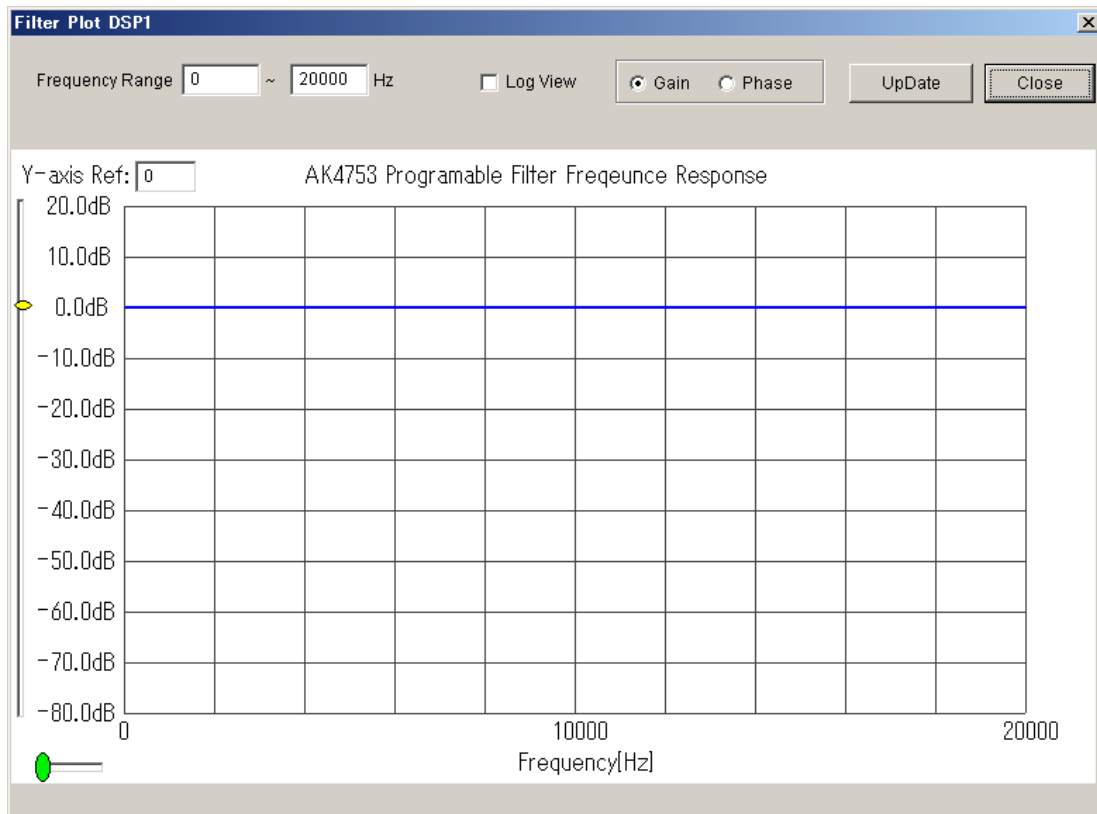 Filter Plot DSP1
Frequency Range 0 ~ 20000 Hz Log View Gain Phase UpDate Close
Y-axis Ref: 0 AK4753 Programable Filter Freqeunce Response
20.0dB
10.0dB
0.0dB
-10.0dB
-20.0dB
-30.0dB
-40.0dB
-50.0dB
-60.0dB
-70.0dB
-80.0dB
0 10000 20000
Frequency[Hz]